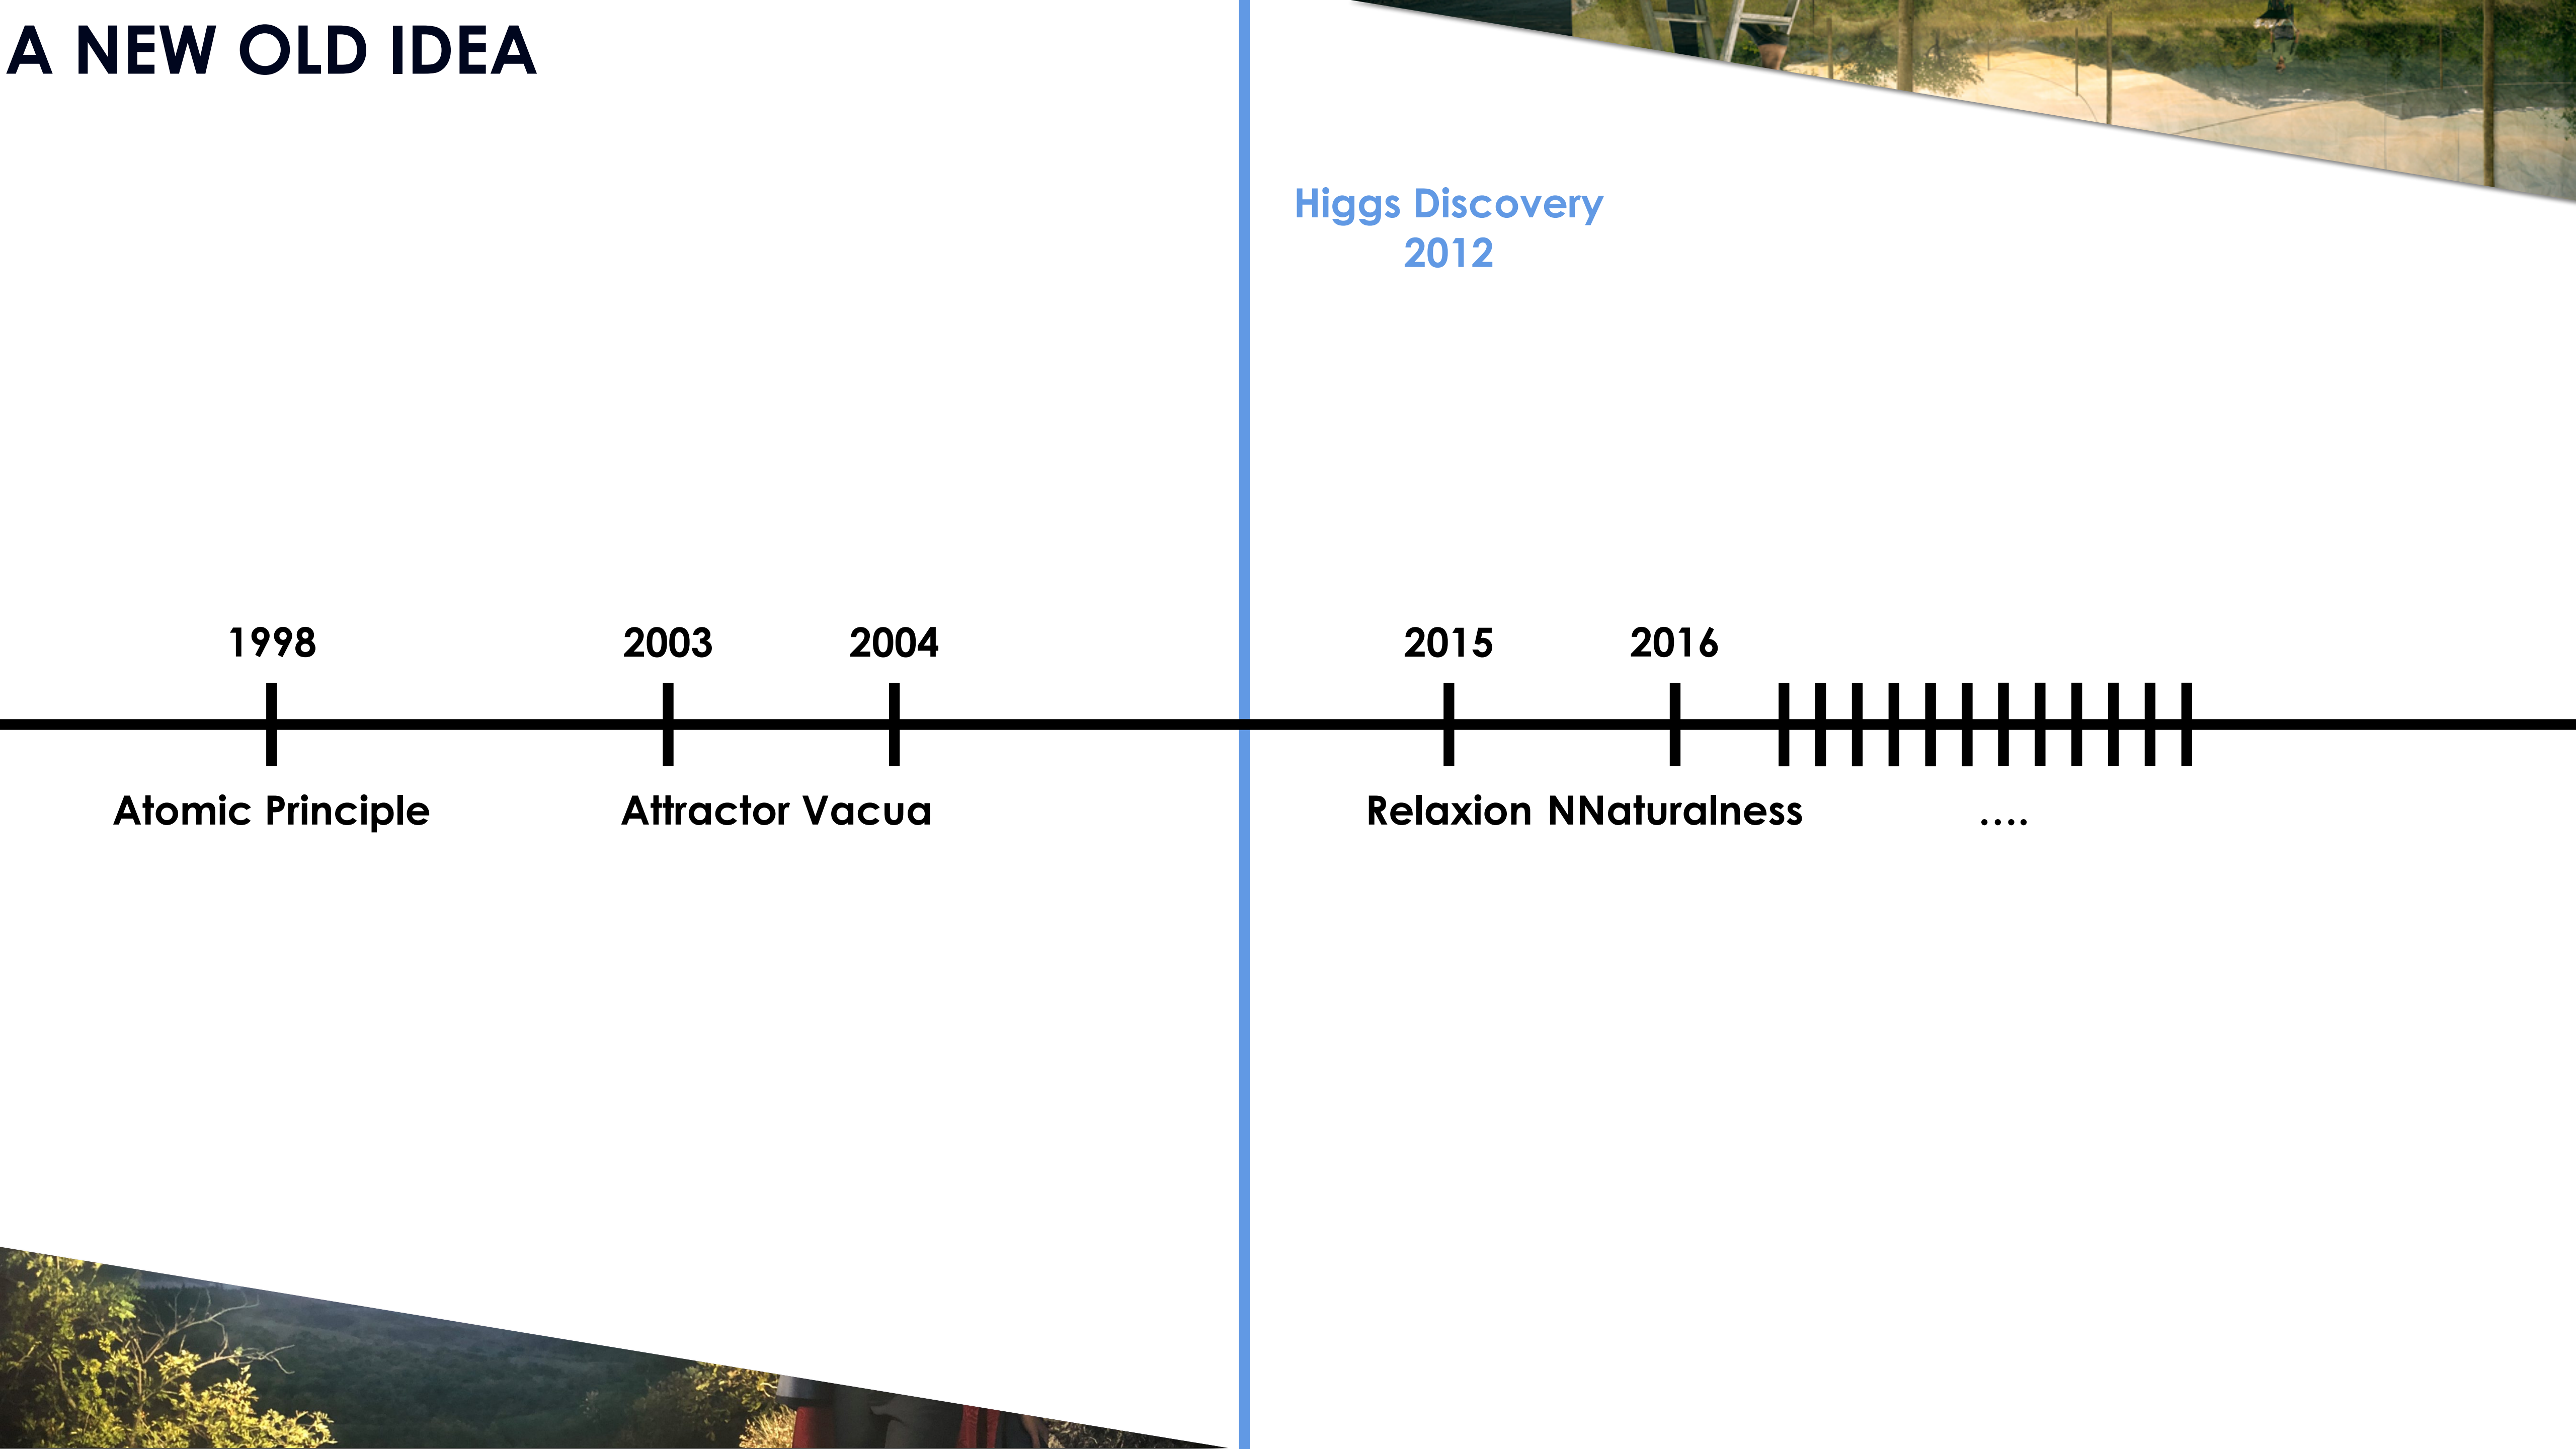 A NEW OLD IDEA
Higgs Discovery
2012
1998 2003 2004 2015 2016
Atomic Principle Attractor Vacua Relaxion NNaturalness ....